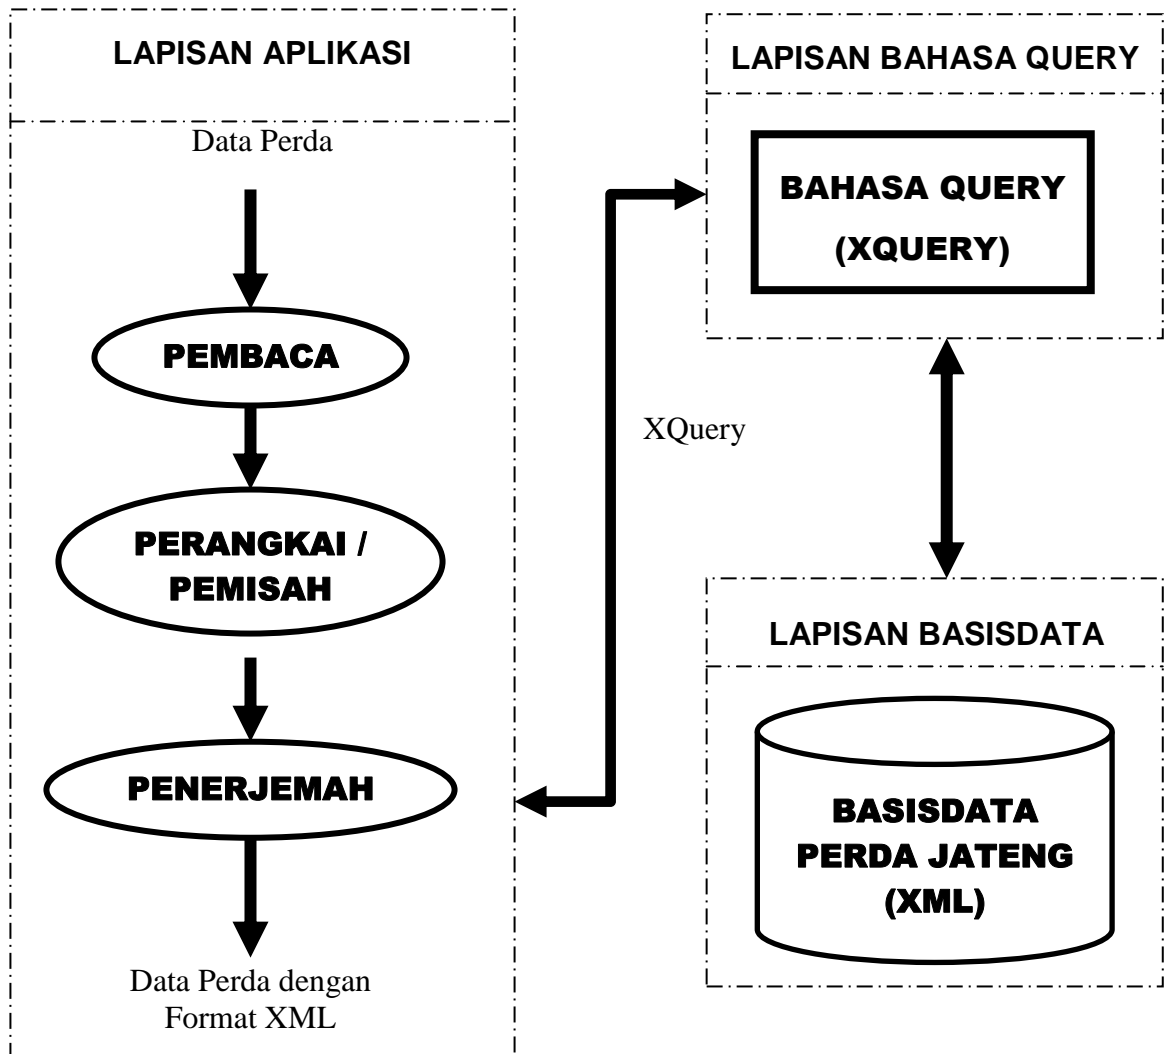 LAPISAN APLIKASI
Data Perda
PEMBACA
PERANGKAI /
PEMISAH
PENERJEMAH
Data Perda dengan
Format XML
XQuery
LAPISAN BAHASA QUERY
BAHASA QUERY
(XQUERY)
LAPISAN BASISDATA
BASISDATA
PERDA JATENG
(XML)